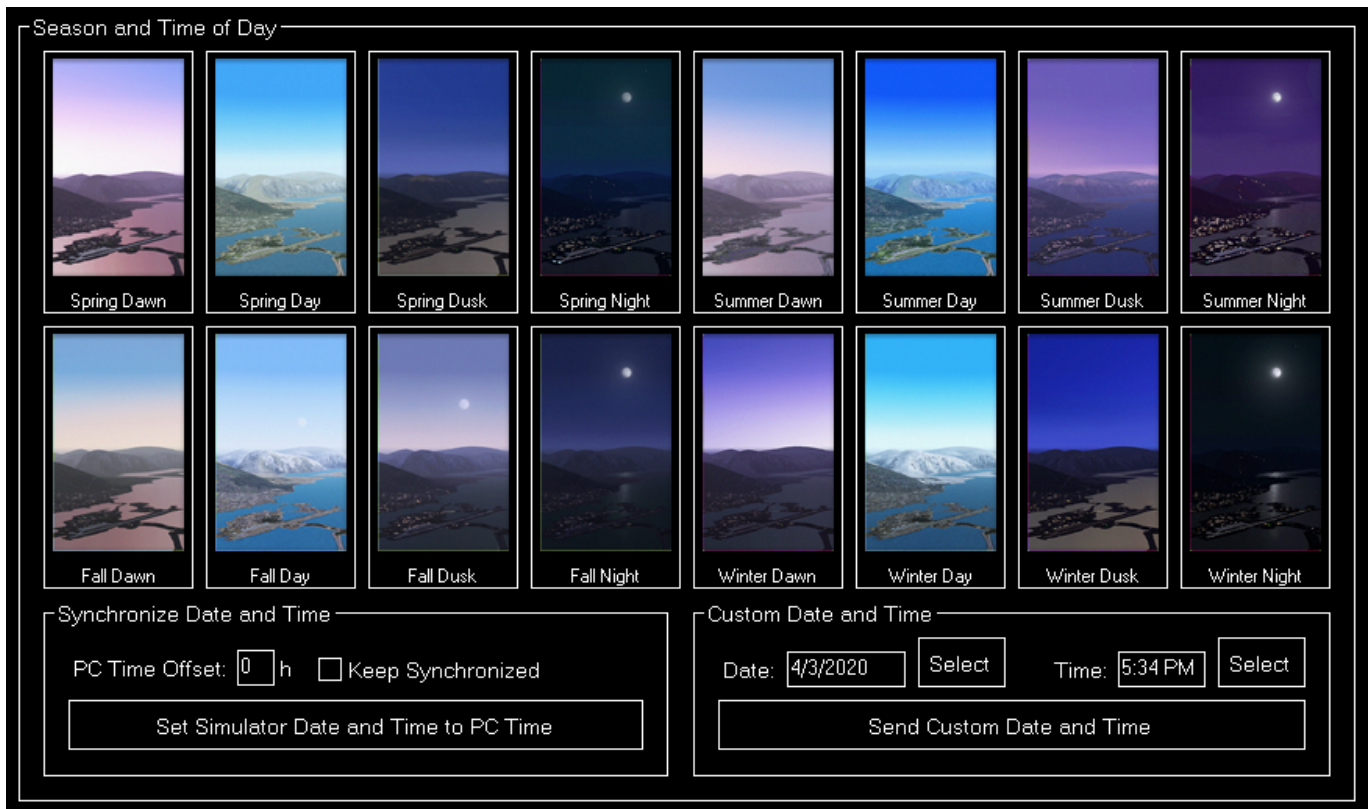 Season and Time of Day
Spring Dawn
Spring Day
Spring Dusk
Spring Night
Summer Dawn
Summer Day
Summer Dusk
Summer Night
Fall Dawn
Fall Day
Fall Dusk
Fall Night
Winter Dawn
Winter Day
Winter Dusk
Winter Night
Synchronize Date and Time
PC Time Offset: 0 h Keep Synchronized
Set Simulator Date and Time to PC Time
Custom Date and Time
Date: 4/3/2020 Select Time: 5:34 PM Select
Send Custom Date and Time